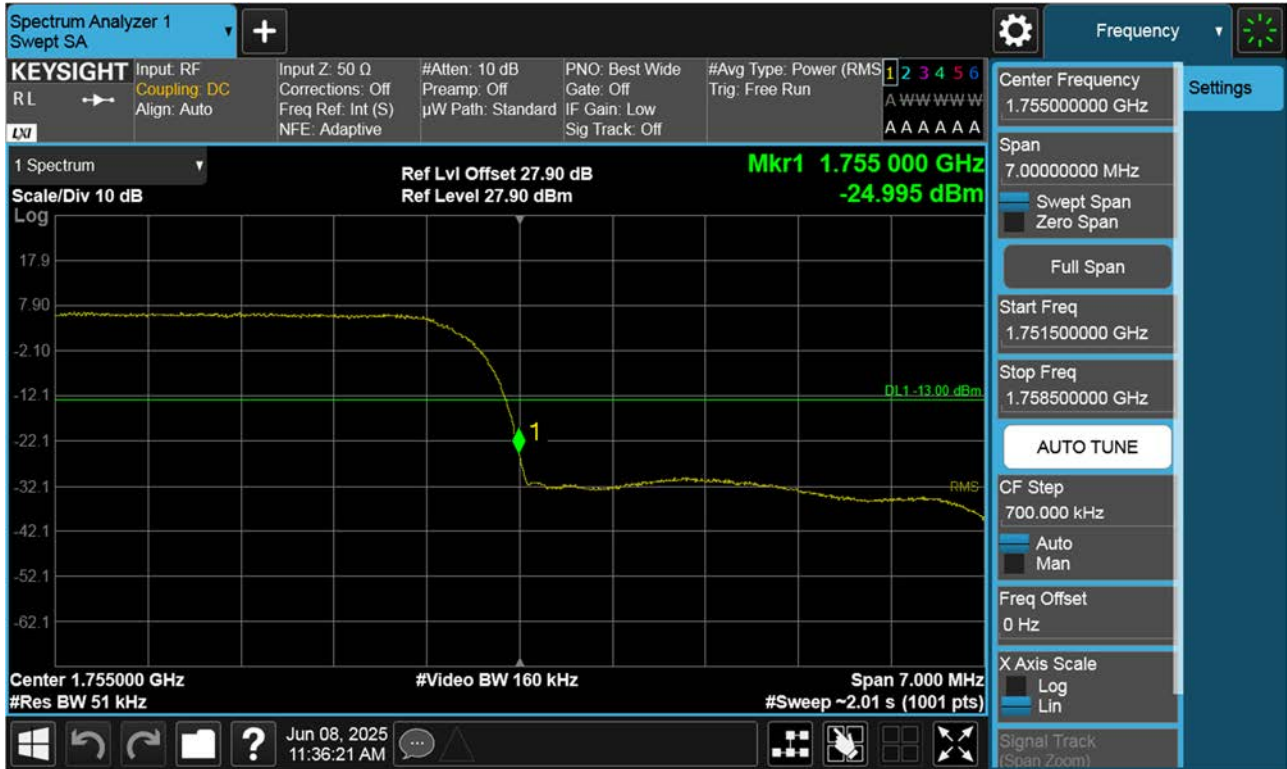 Spectrum Analyzer 1
Swept SA
+
Frequency
KEYSIGHT
RL
LXI
Input: RF
Coupling: DC
Align: Auto
Input Z: 50 Ω
Corrections: Off
Freq Ref: Int (S)
NFE: Adaptive
#Atten: 10 dB
Preamp: Off
µW Path: Standard
PNO: Best Wide
Gate: Off
IF Gain: Low
Sig Track: Off
#Avg Type: Power (RMS
Trig: Free Run
1 2 3 4 5 6
A W W W W W
A A A A A A
1 Spectrum
Scale/Div 10 dB
Ref Lvl Offset 27.90 dB
Ref Level 27.90 dBm
Mkr1 1.755 000 GHz
-24.995 dBm
Log
17.9
7.90
-2.10
-12.1
-22.1
-32.1
-42.1
-52.1
-62.1
DL1 -13.00 dBm
1
RMS
Center 1.755000 GHz
#Res BW 51 kHz
#Video BW 160 kHz
Span 7.000 MHz
#Sweep ~2.01 s (1001 pts)
Center Frequency
1.755000000 GHz
Settings
Span
7.00000000 MHz
Swept Span
Zero Span
Full Span
Start Freq
1.751500000 GHz
Stop Freq
1.758500000 GHz
AUTO TUNE
CF Step
700.000 kHz
Auto
Man
Freq Offset
0 Hz
X Axis Scale
Log
Lin
Signal Track
(Span Zoom)
?
Jun 08, 2025
11:36:21 AM